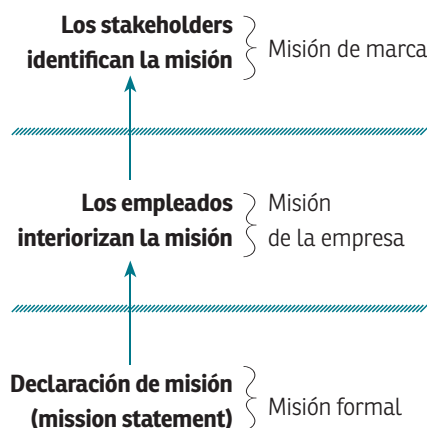 Los stakeholders
identifican la misión
Misión de marca
Los empleados
interiorizan la misión
Misión
de la empresa
Declaración de misión
(mission statement)
Misión formal